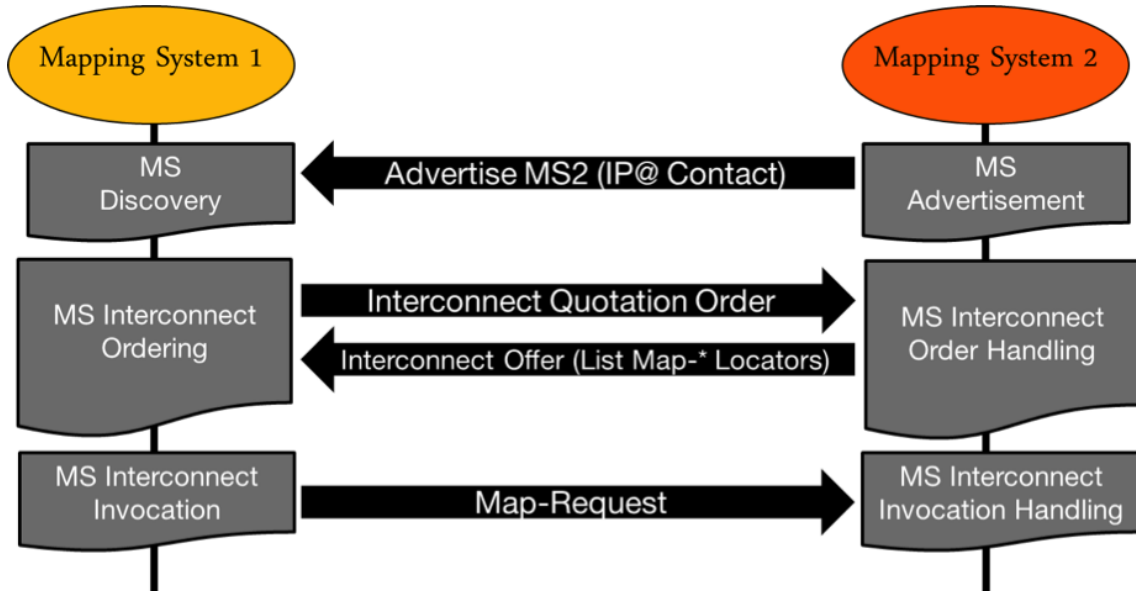 Mapping System 1
Mapping System 2
MS
Discovery
Advertise MS2 (IP@ Contact)
MS
Advertisement
MS Interconnect
Ordering
Interconnect Quotation Order
Interconnect Offer (List Map-* Locators)
MS Interconnect
Order Handling
MS Interconnect
Invocation
Map-Request
MS Interconnect
Invocation Handling